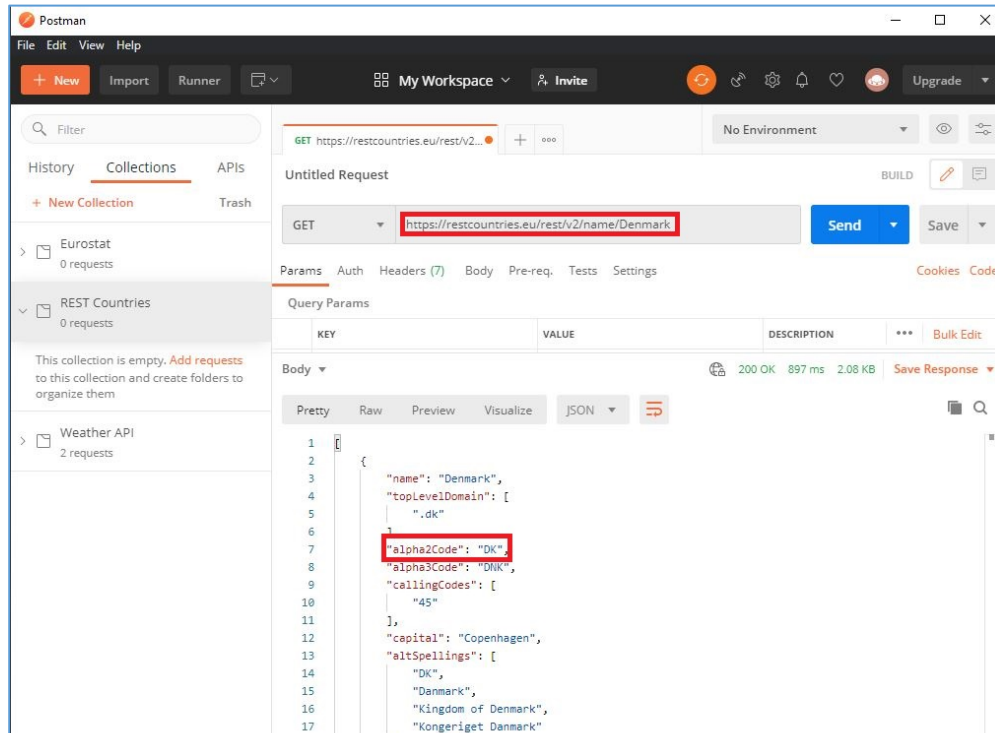 Postman
File Edit View Help
+ New Import Runner My Workspace Invite Upgrade
Filter
History Collections APIs
+ New Collection Trash
Eurostat
0 requests
REST Countries
0 requests
This collection is empty. Add requests
to this collection and create folders to
organize them
Weather API
2 requests
GET https://restcountries.eu/rest/v2... + ooo
No Environment
Untitled Request BUILD
GET https://restcountries.eu/rest/v2/name/Denmark Send Save
Params Auth Headers (7) Body Pre-req. Tests Settings Cookies Code
Query Params
KEY VALUE DESCRIPTION ••• Bulk Edit
Body 200 OK 897 ms 2.08 KB Save Response
Pretty Raw Preview Visualize JSON
1 [
2 {
3 "name": "Denmark",
4 "topLevelDomain": [
5 ".dk"
6 ]
7 "alpha2Code": "DK",
8 "alpha3Code": "DNK",
9 "callingCodes": [
10 "45"
11 ],
12 "capital": "Copenhagen",
13 "altSpellings": [
14 "DK",
15 "Danmark",
16 "Kingdom of Denmark",
17 "Kongeriget Danmark"